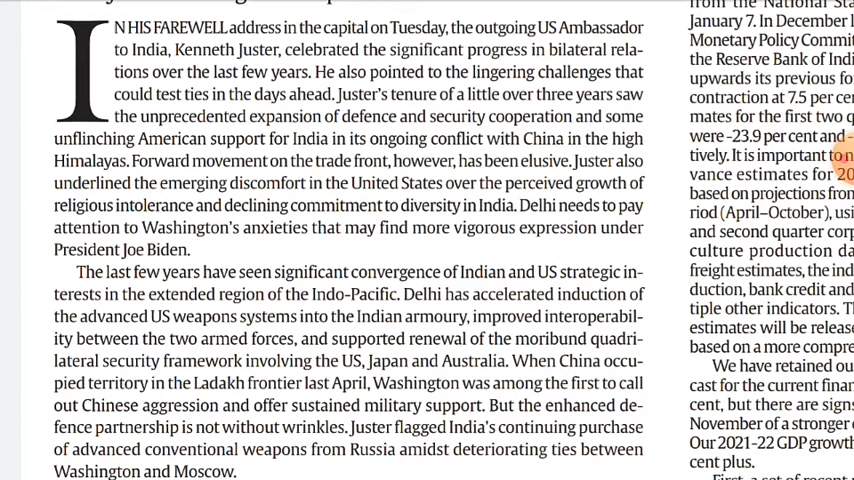 IN HIS FAREWELL address in the capital on Tuesday, the outgoing US Ambassador
to India, Kenneth Juster, celebrated the significant progress in bilateral rela-
tions over the last few years. He also pointed to the lingering challenges that
could test ties in the days ahead. Juster's tenure of a little over three years saw
the unprecedented expansion of defence and security cooperation and some
unflinching American support for India in its ongoing conflict with China in the high
Himalayas. Forward movement on the trade front, however, has been elusive. Juster also
underlined the emerging discomfort in the United States over the perceived growth of
religious intolerance and declining commitment to diversity in India. Delhi needs to pay
attention to Washington's anxieties that may find more vigorous expression under
President Joe Biden.
The last few years have seen significant convergence of Indian and US strategic in-
terests in the extended region of the Indo-Pacific. Delhi has accelerated induction of
the advanced US weapons systems into the Indian armoury, improved interoperabil-
ity between the two armed forces, and supported renewal of the moribund quadri-
lateral security framework involving the US, Japan and Australia. When China occu-
pied territory in the Ladakh frontier last April, Washington was among the first to call
out Chinese aggression and offer sustained military support. But the enhanced de-
fence partnership is not without wrinkles. Juster flagged India's continuing purchase
of advanced conventional weapons from Russia amidst deteriorating ties between
Washington and Moscow.
from the National
January 7. In December
Monetary Policy
the Reserve Bank of
upwards its previous
contraction at 7.5 per
mates for the first two
were -23.9 per cent and
tively. It is important to
vance estimates for
based on projections
riod (April–October),
and second quarter
culture production
freight estimates, the
duction, bank credit and
tiple other indicators.
estimates will be
based on a more
We have retained
cast for the current
cent, but there are
November of a stronger
Our 2021-22 GDP
cent plus.
First, a set of recent